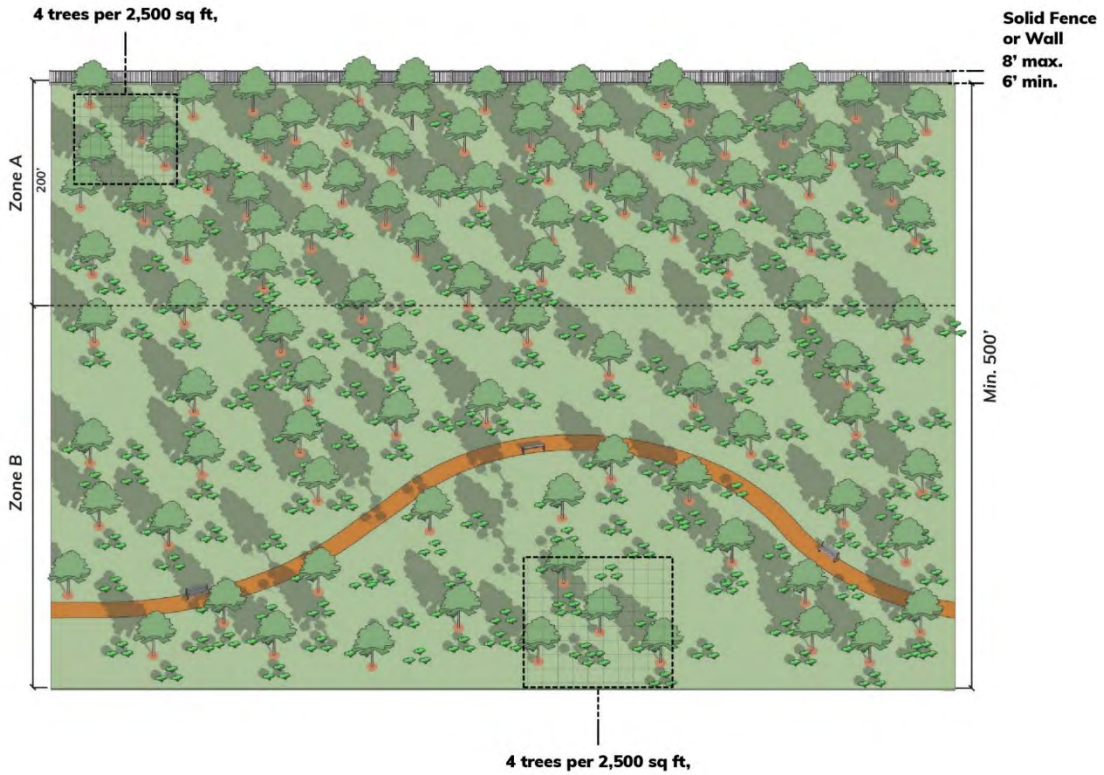 4 trees per 2,500 sq ft,
Solid Fence
or Wall
8' max.
6' min.
Zone A
200'
Min. 500'
Zone B
4 trees per 2,500 sq ft,